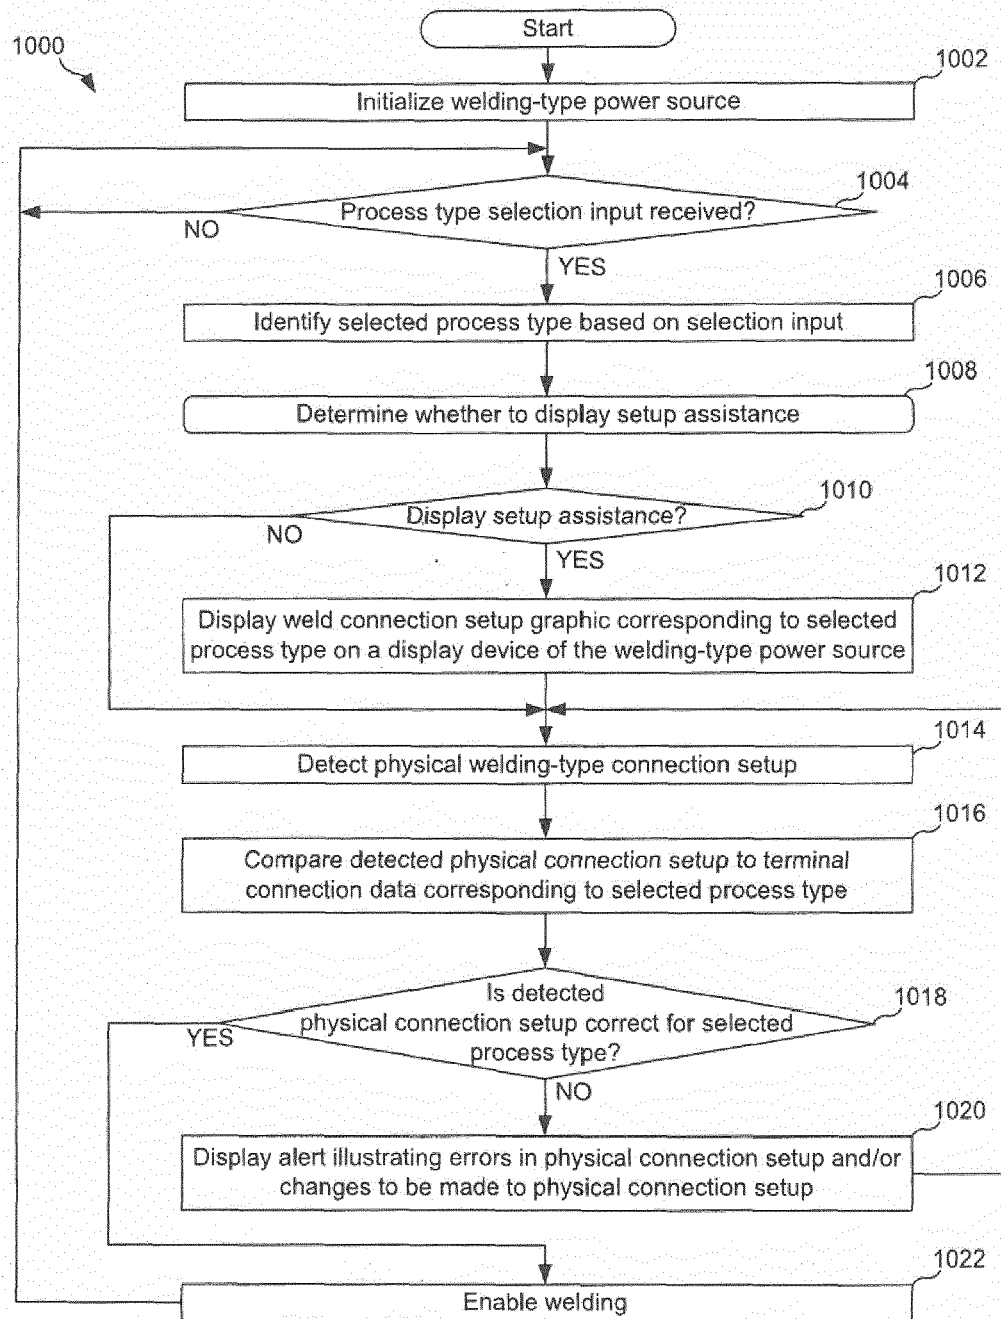 Start
1000
1002
Initialize welding-type power source
1004
Process type selection input received?
NO
YES
1006
Identify selected process type based on selection input
1008
Determine whether to display setup assistance
1010
Display setup assistance?
NO
YES
1012
Display weld connection setup graphic corresponding to selected
process type on a display device of the welding-type power source
1014
Detect physical welding-type connection setup
1016
Compare detected physical connection setup to terminal
connection data corresponding to selected process type
1018
Is detected
physical connection setup correct for selected
process type?
YES
NO
1020
Display alert illustrating errors in physical connection setup and/or
changes to be made to physical connection setup
1022
Enable welding